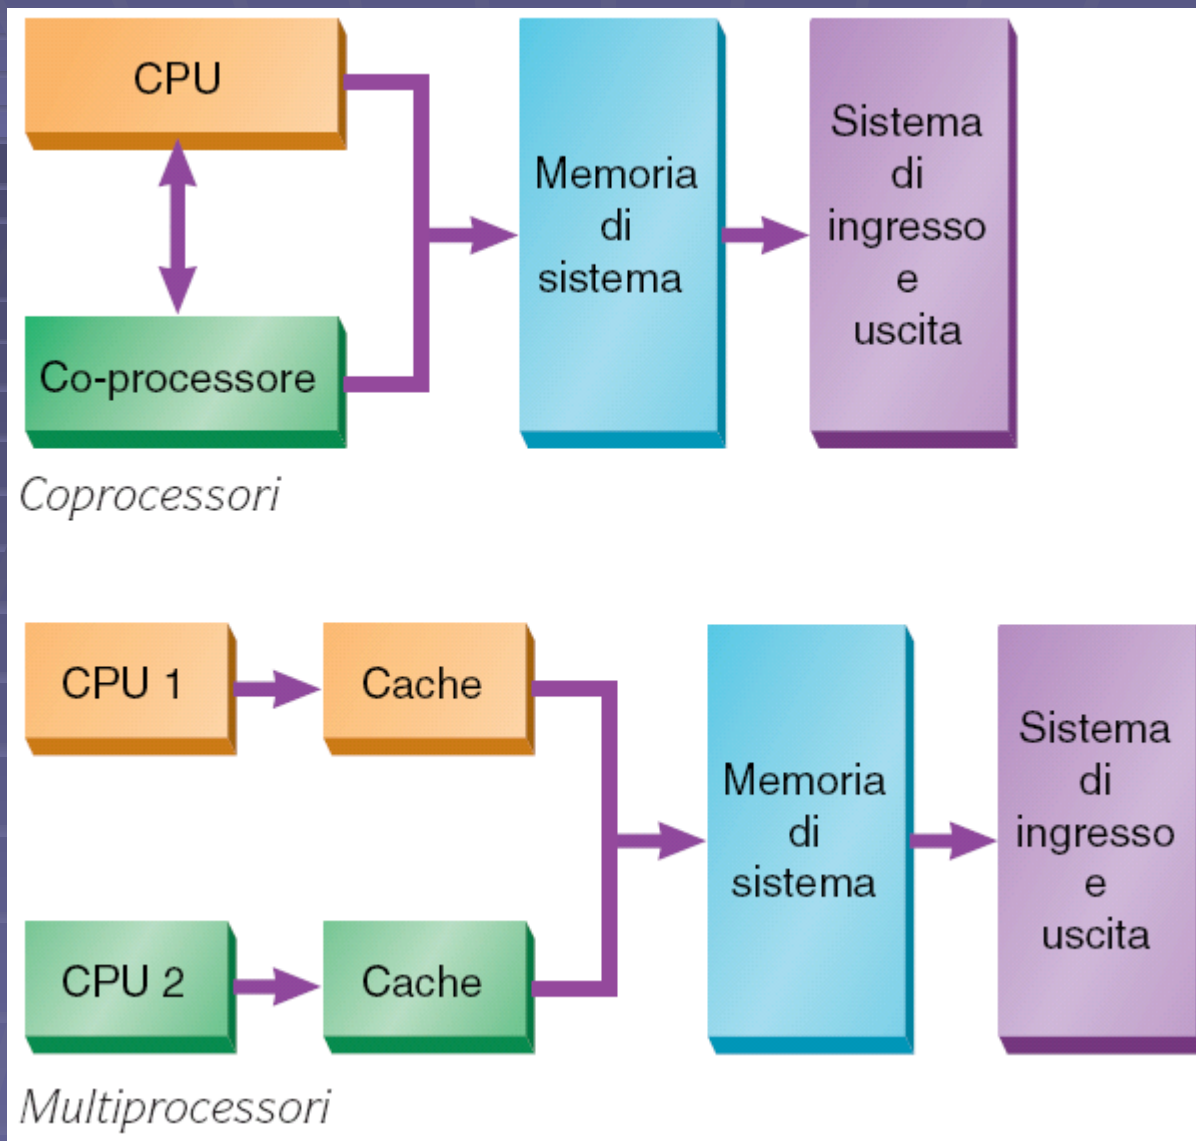 CPU
Co-processore
Memoria
di
sistema
Sistema
di
ingresso
e
uscita
Coprocessori
CPU 1
Cache
CPU 2
Cache
Memoria
di
sistema
Sistema
di
ingresso
e
uscita
Multiprocessori